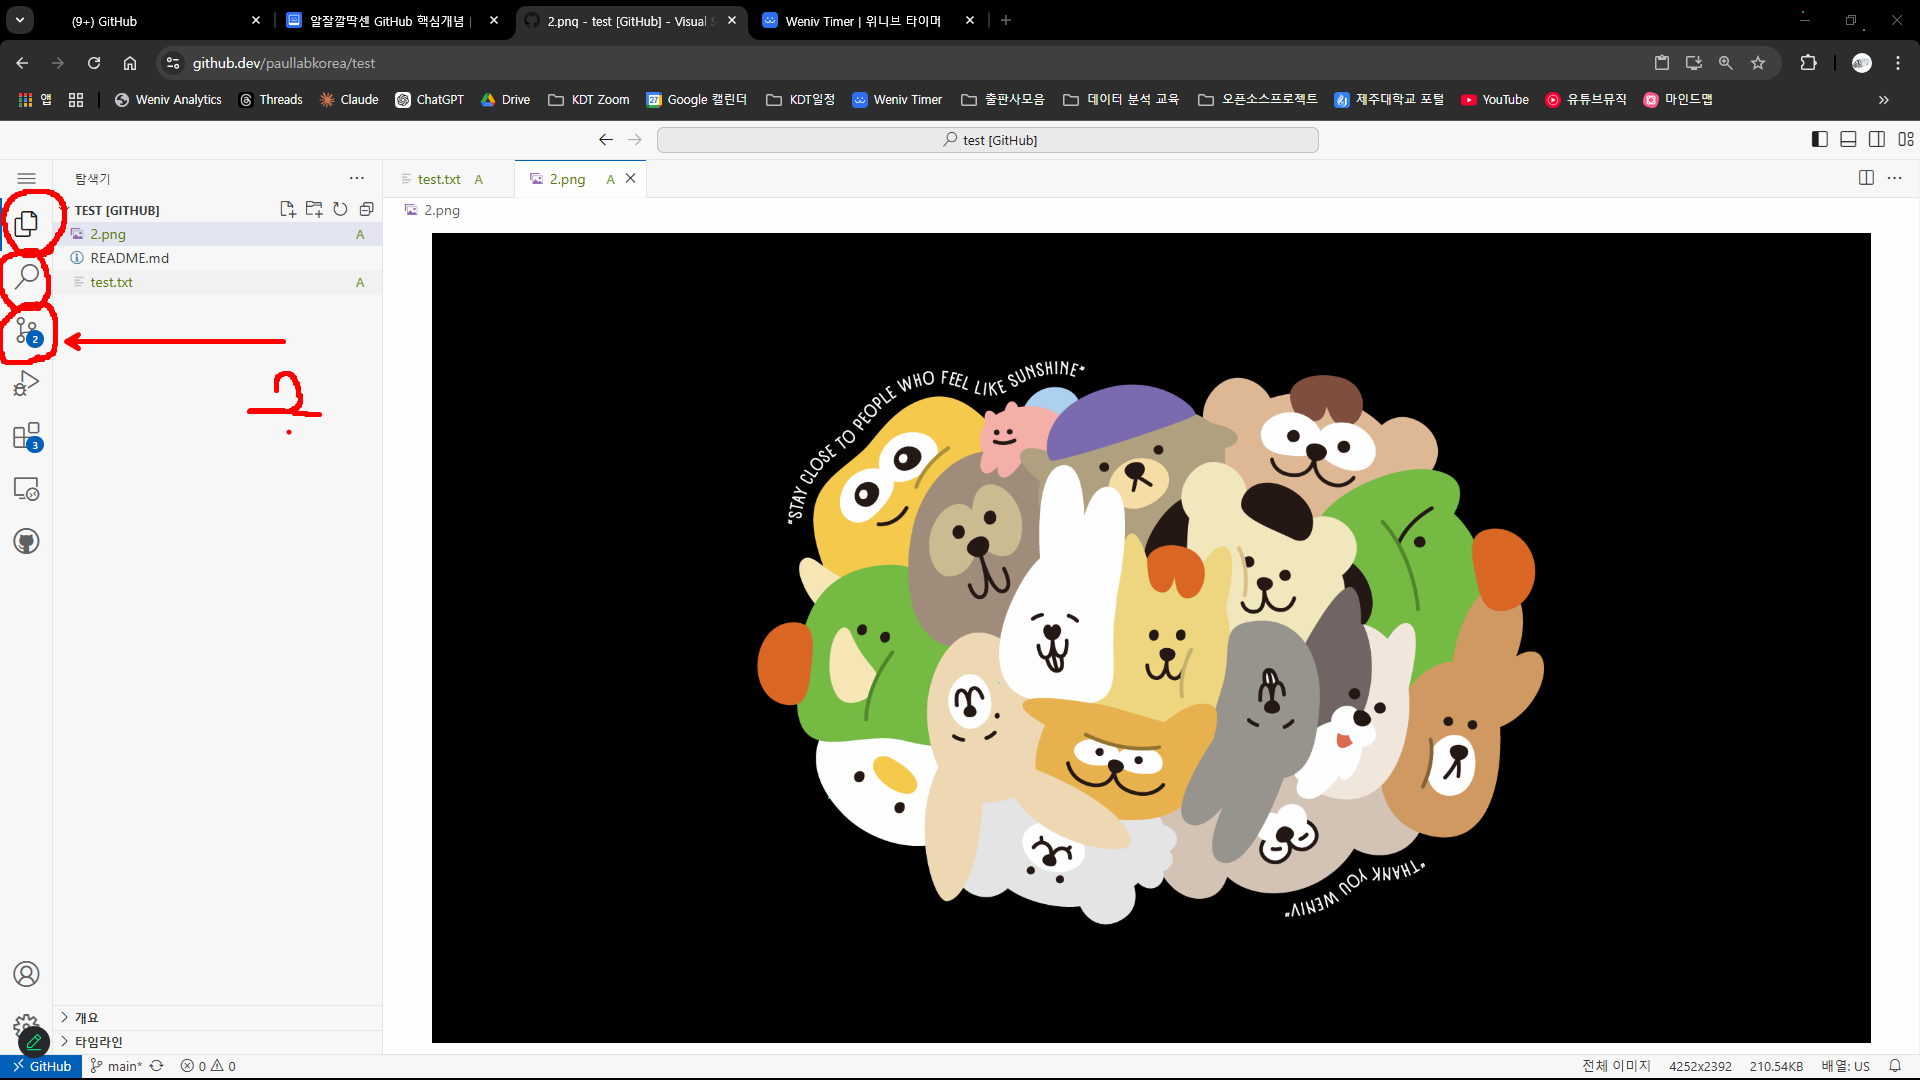 (9+) GitHub
알잘깔딱센 GitHub 핵심개념
2.png - test [GitHub] - Visual S
Weniv Timer | 위니브 타이머
github.dev/paullabkorea/test
앱
Weniv Analytics
Threads
Claude
ChatGPT
Drive
KDT Zoom
Google 캘린더
KDT일정
Weniv Timer
출판사모음
데이터 분석 교육
오픈소스프로젝트
제주대학교 포털
YouTube
유튜브뮤직
마인드맵
test [GitHub]
탐색기
TEST [GITHUB]
2.png A
README.md
test.txt A
test.txt A
2.png A
2.png
2
2
3
"STAY CLOSE TO PEOPLE WHO FEEL LIKE SUNSHINE"
"THANK YOU WENIV"
개요
타임라인
GitHub
main*
0
0
전체 이미지
4252x2392
210.54KB
배열: US